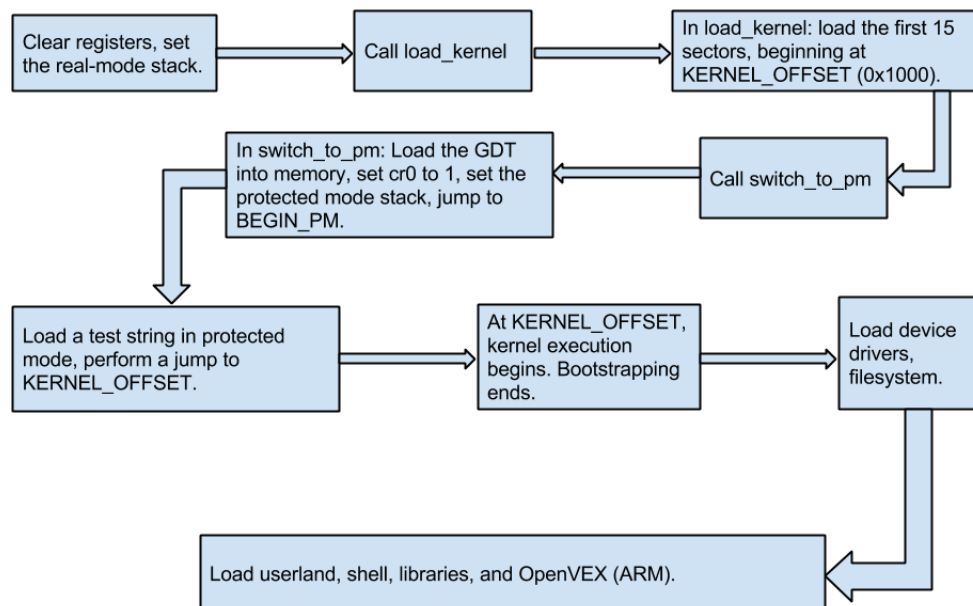 Clear registers, set
the real-mode stack.
Call load_kernel
In load_kernel: load the first 15
sectors, beginning at
KERNEL_OFFSET (0x1000).
Call switch_to_pm
In switch_to_pm: Load the GDT
into memory, set cr0 to 1, set the
protected mode stack, jump to
BEGIN_PM.
Load a test string in protected
mode, perform a jump to
KERNEL_OFFSET.
At KERNEL_OFFSET,
kernel execution
begins. Bootstrapping
ends.
Load device
drivers,
filesystem.
Load userland, shell, libraries, and OpenVEX (ARM).